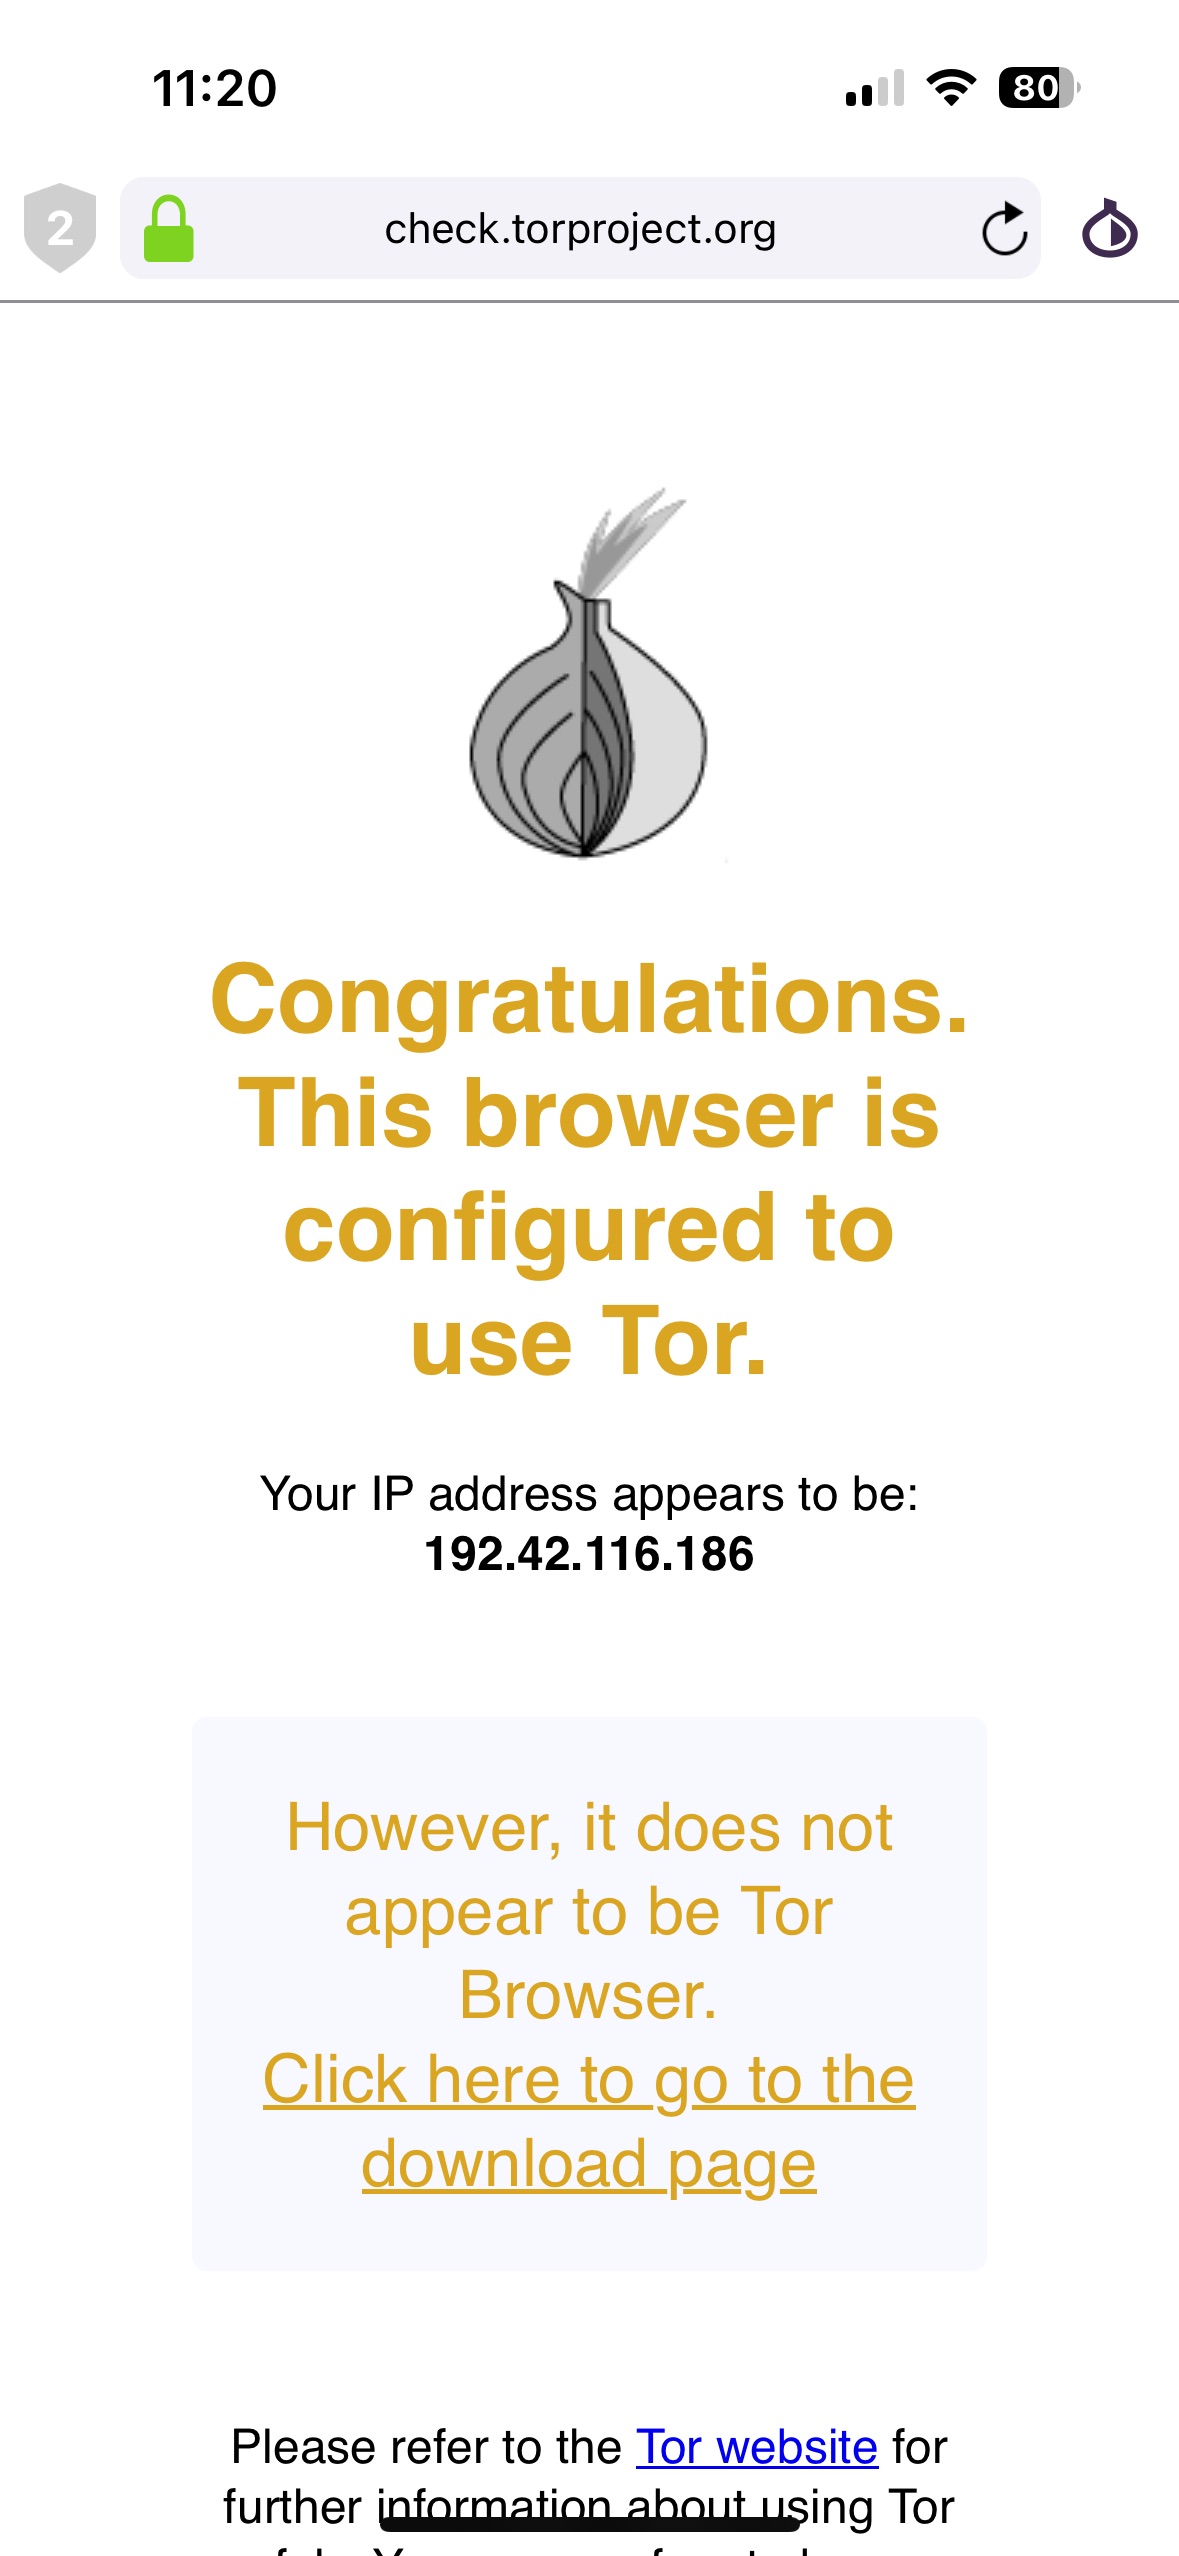 11:20
80
2
check.torproject.org
Congratulations.
This browser is
configured to
use Tor.
Your IP address appears to be:
192.42.116.186
However, it does not
appear to be Tor
Browser.
Click here to go to the
download page
Please refer to the Tor website for
further information about using Tor